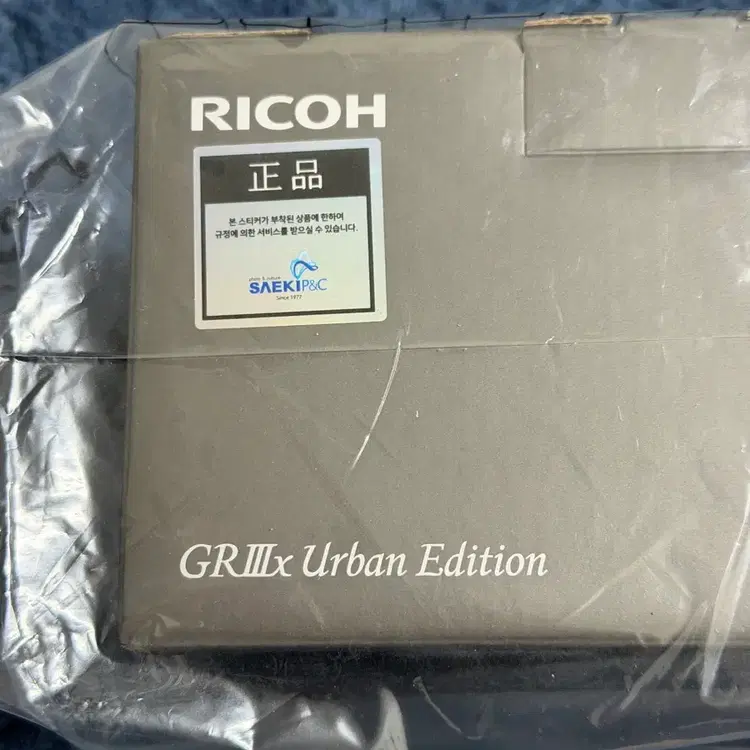 RICOH
正品
본 스티커가 부착된 상품에 한하여
규정에 의한 서비스를 받으실 수 있습니다.
photo & culture
SAEKIP&C
Since 1977
GRIIIx Urban Edition